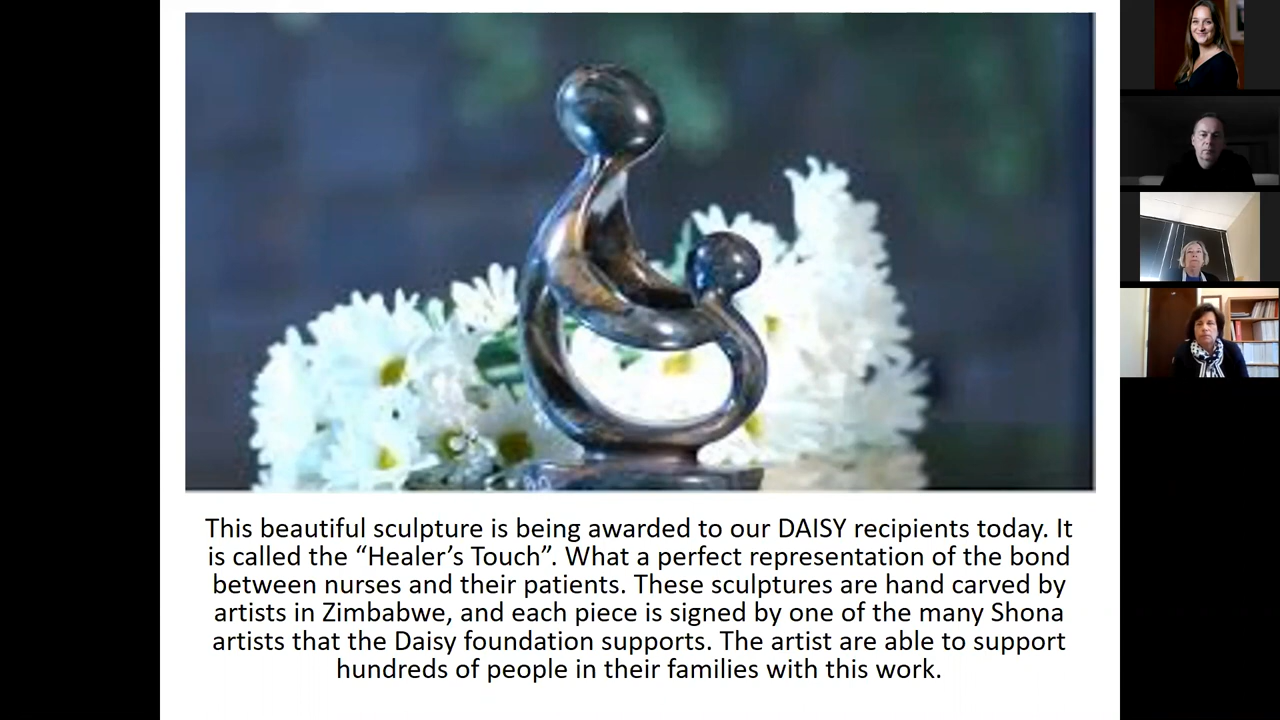 This beautiful sculpture is being awarded to our DAISY recipients today. It
is called the “Healer’s Touch”. What a perfect representation of the bond
between nurses and their patients. These sculptures are hand carved by
artists in Zimbabwe, and each piece is signed by one of the many Shona
artists that the Daisy foundation supports. The artist are able to support
hundreds of people in their families with this work.